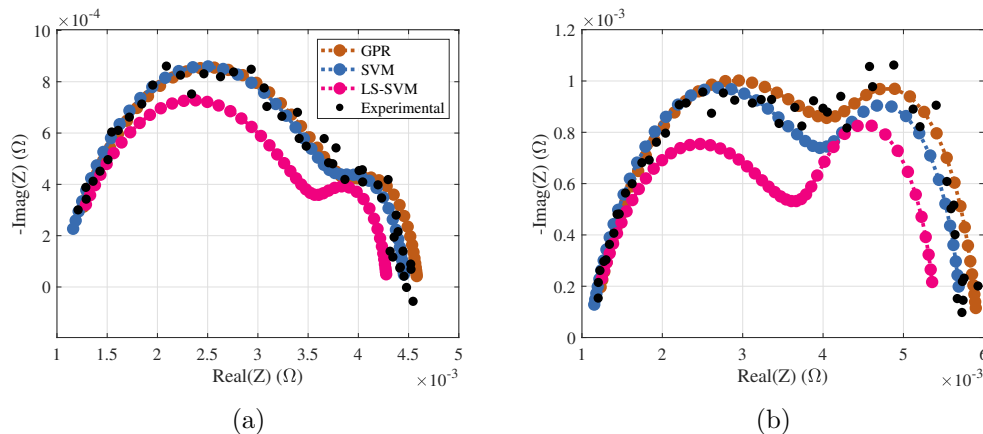 ×10⁻⁴
10
8
6
4
2
0
-Imag(Z) (Ω)
GPR
SVM
LS-SVM
Experimental
1 1.5 2 2.5 3 3.5 4 4.5 5
Real(Z) (Ω)
×10⁻³
(a)
×10⁻³
1.2
1
0.8
0.6
0.4
0.2
0
-Imag(Z) (Ω)
1 2 3 4 5 6
Real(Z) (Ω)
×10⁻³
(b)